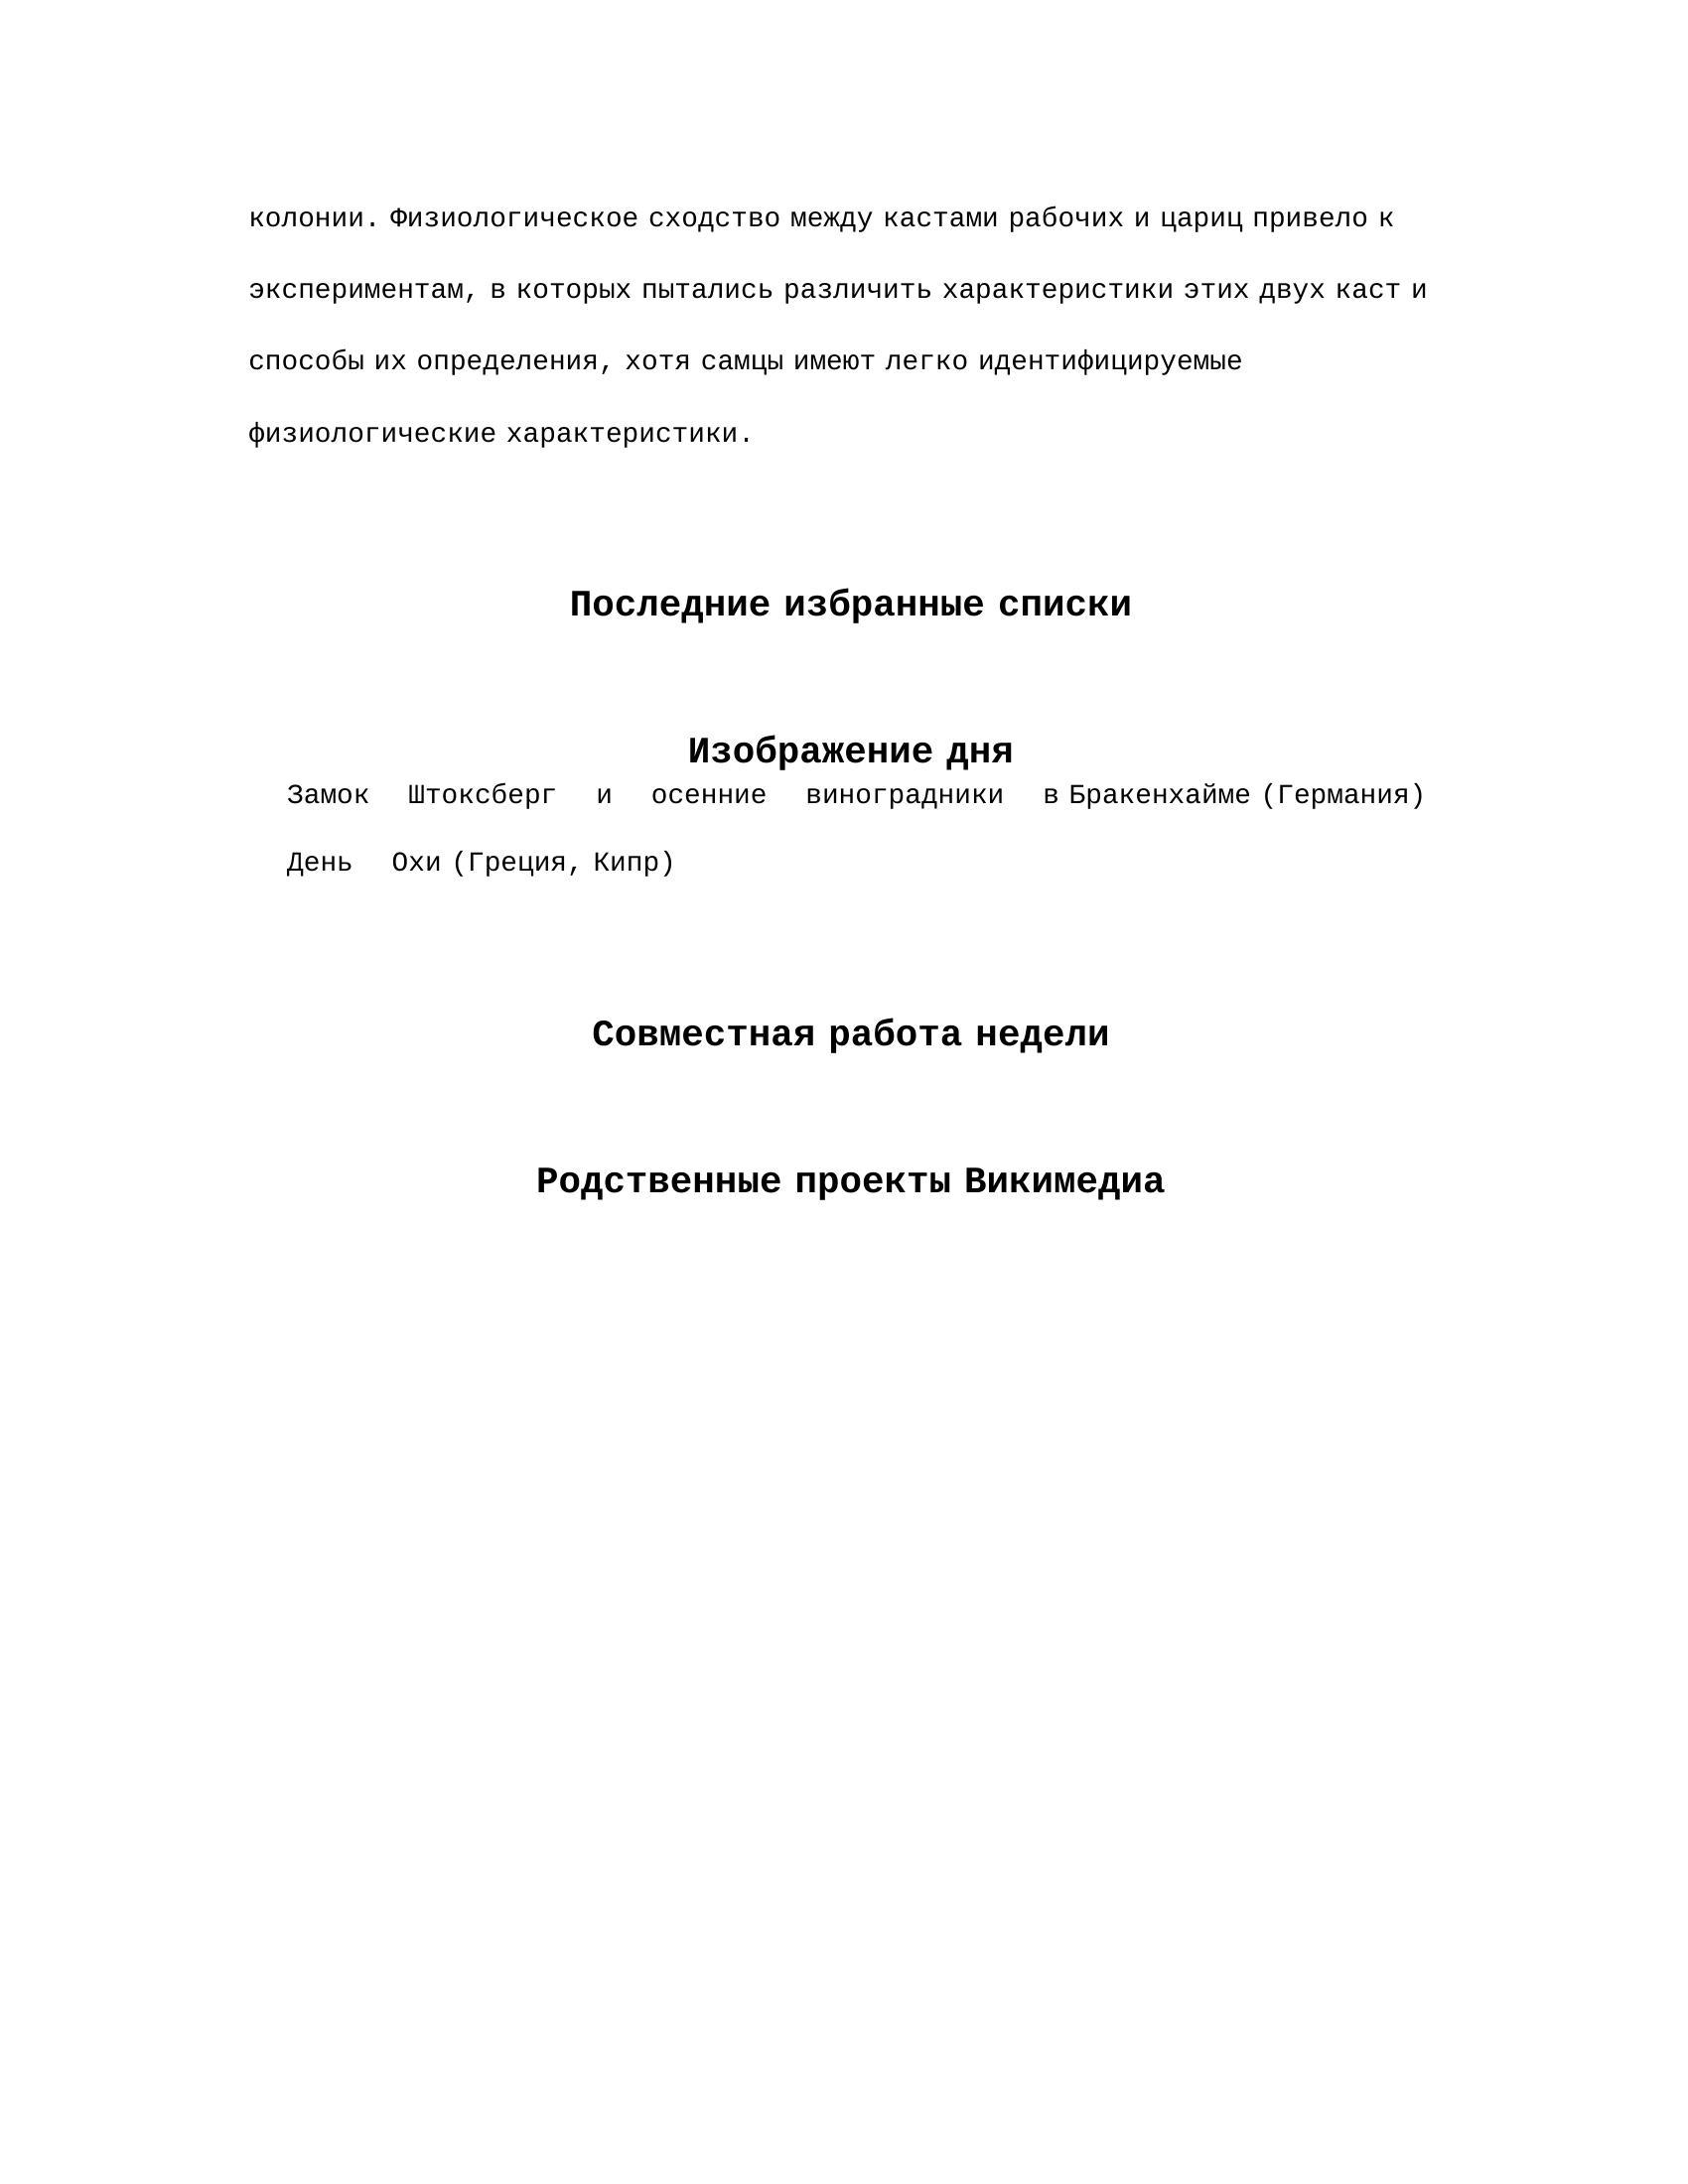 колонии. Физиологическое сходство между кастами рабочих и цариц привело к
экспериментам, в которых пытались различить характеристики этих двух каст и
способы их определения, хотя самцы имеют легко идентифицируемые
физиологические характеристики.
Последние избранные списки
Изображение дня
Замок Штоксберг и осенние виноградники в Бракенхайме (Германия)
День Охи (Греция, Кипр)
Совместная работа недели
Родственные проекты Викимедиа